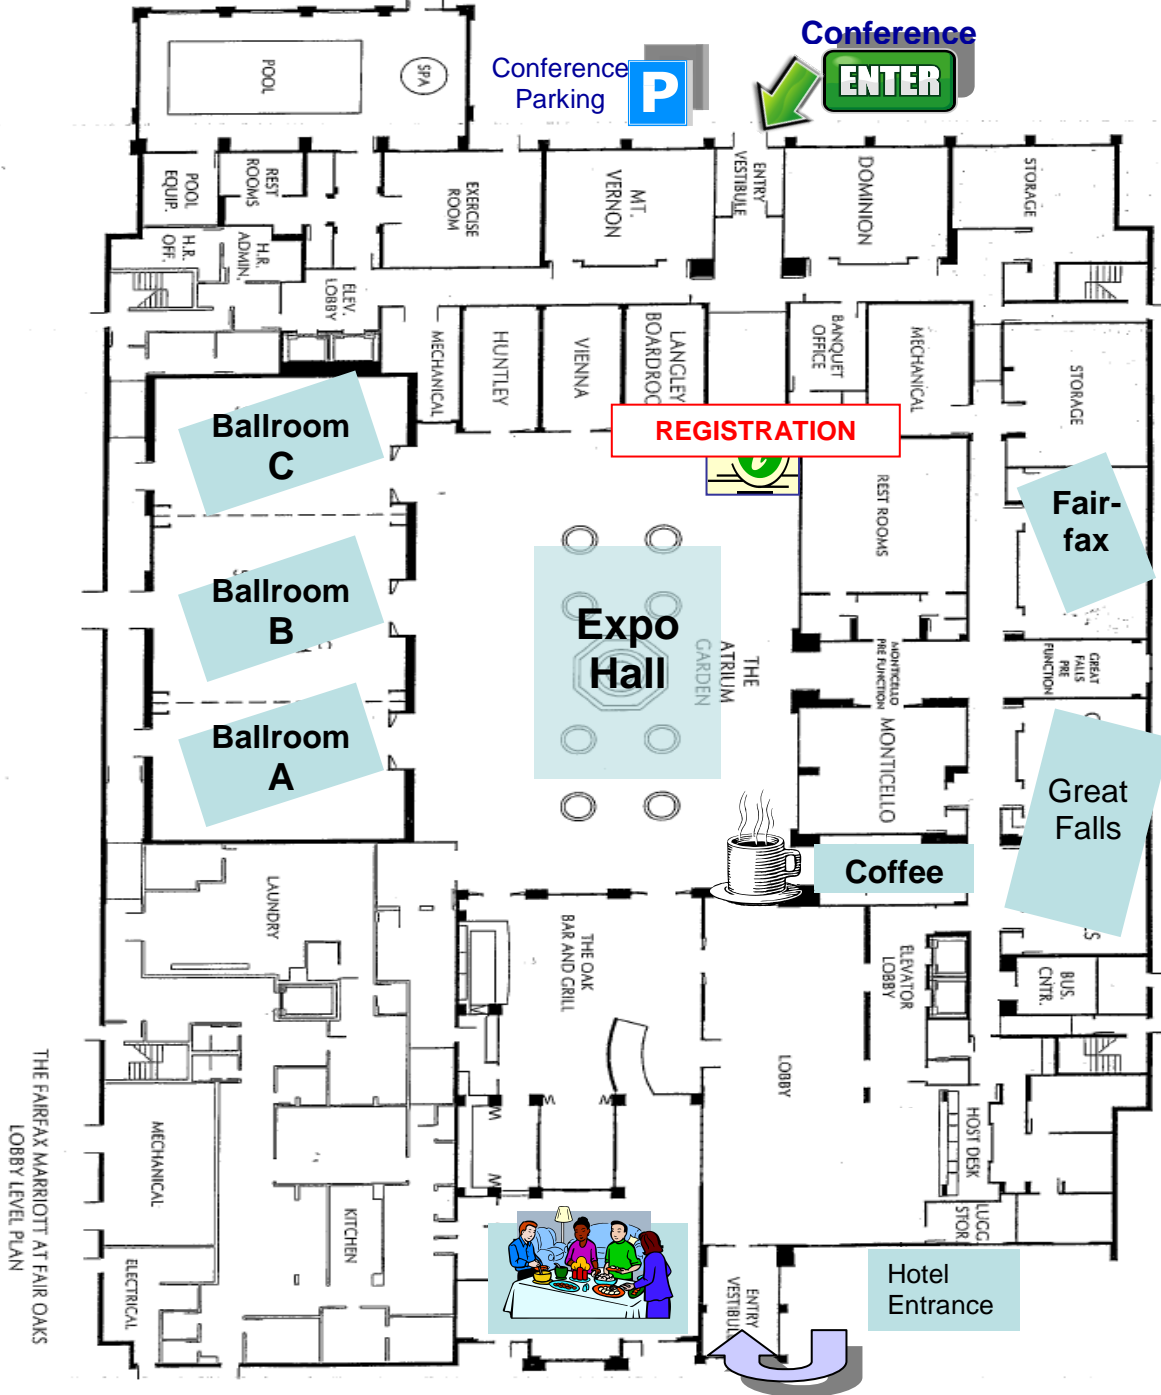 Conference
ENTER
Conference
Parking
P
POOL
SPA
POOL
EQUIP.
REST
ROOMS
EXERCISE
ROOM
MT.
VERNON
ENTRY
VESTIBULE
DOMINION
STORAGE
H.R.
OFF.
H.R.
ADMIN.
ELEV.
LOBBY
MECHANICAL
HUNTLEY
VIENNA
LANGLEY
BANQUET
OFFICE
MECHANICAL
STORAGE
REGISTRATION
i
Ballroom
C
REST ROOMS
Fair-
fax
Ballroom
B
Expo
Hall
THE
ATRIUM
GARDEN
MONTICELLO
PRE FUNCTION
GREAT
FALLS
PRE
FUNCTION
Ballroom
A
MONTICELLO
Great
Falls
Coffee
LAUNDRY
THE OAK
BAR AND GRILL
ELEVATOR
LOBBY
BUS.
CNTR.
LOBBY
HOST DESK
MECHANICAL
KITCHEN
LUGG
STOR
ELECTRICAL
ENTRY
Hotel
Entrance
THE FAIRFAX MARRIOTT AT FAIR OAKS
LOBBY LEVEL PLAN